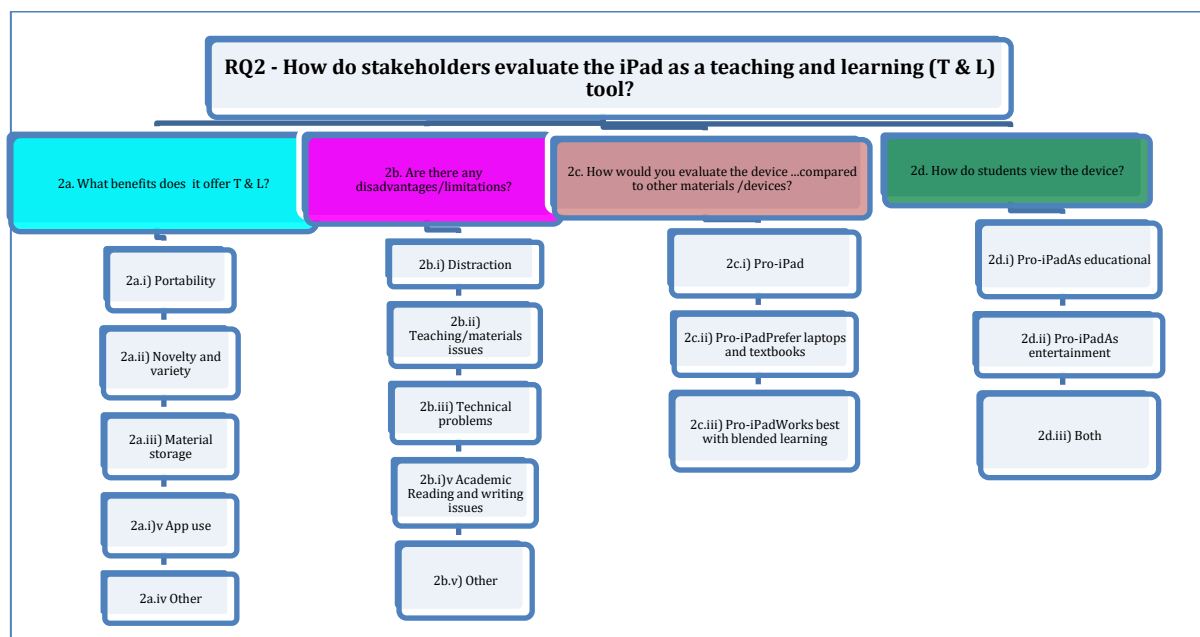 RQ2 - How do stakeholders evaluate the iPad as a teaching and learning (T & L)
tool?
2a. What benefits does it offer T & L?
2b. Are there any
disadvantages/limitations?
2c. How would you evaluate the device ...compared
to other materials /devices?
2d. How do students view the device?
2a.i) Portability
2a.ii) Novelty and
variety
2a.iii) Material
storage
2a.i)v App use
2a.iv Other
2b.i) Distraction
2b.ii)
Teaching/materials
issues
2b.iii) Technical
problems
2b.i)v Academic
Reading and writing
issues
2b.v) Other
2c.i) Pro-iPad
2c.ii) Pro-iPadPrefer laptops
and textbooks
2c.iii) Pro-iPadWorks best
with blended learning
2d.i) Pro-iPadAs educational
2d.ii) Pro-iPadAs
entertainment
2d.iii) Both